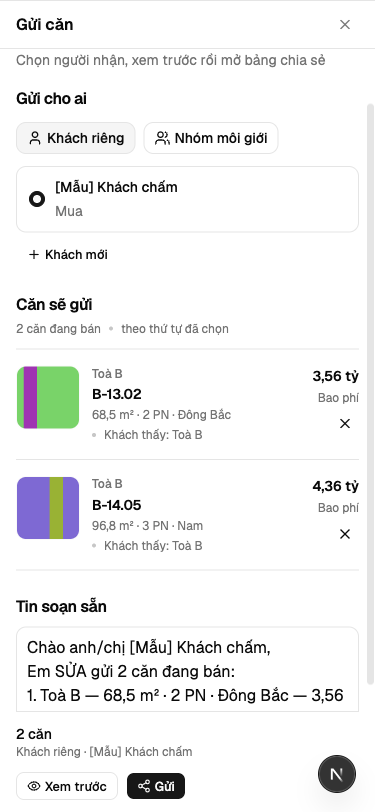 Gửi căn
Chọn người nhận, xem trước rồi mở bảng chia sẻ
Gửi cho ai
Khách riêng
Nhóm môi giới
[Mẫu] Khách chấm
Mua
+ Khách mới
Căn sẽ gửi
2 căn đang bán • theo thứ tự đã chọn
Toà B
B-13.02
68,5 m² · 2 PN · Đông Bắc
• Khách thấy: Toà B
3,56 tỷ
Bao phí
Toà B
B-14.05
96,8 m² · 3 PN · Nam
• Khách thấy: Toà B
4,36 tỷ
Bao phí
Tin soạn sẵn
Chào anh/chị [Mẫu] Khách chấm,
Em SỬA gửi 2 căn đang bán:
1. Toà B — 68,5 m² · 2 PN · Đông Bắc — 3,56
2 căn
Khách riêng · [Mẫu] Khách chấm
Xem trước
Gửi
N